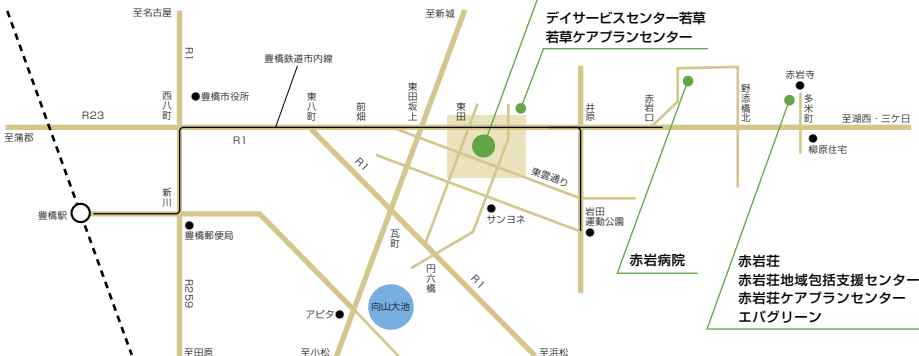 至名古屋
至新城
デイサービスセンター若草
若草ケアプランセンター
R1
豊橋鉄道市内線
豊橋市役所
西八町
東八町
前畑
東田坂上
東田
井原
赤岩口
野添橋北
赤岩寺
多米町
R23
至蒲郡
R1
至湖西・三ケ日
柳原住宅
R1
東雲通り
新川
豊橋駅
豊橋郵便局
瓦町
サンヨネ
岩田
運動公園
円六橋
R1
R259
アピタ
向山大池
赤岩病院
赤岩荘
赤岩荘地域包括支援センター
赤岩荘ケアプランセンター
エバグリーン
至田原
至小松
至浜松